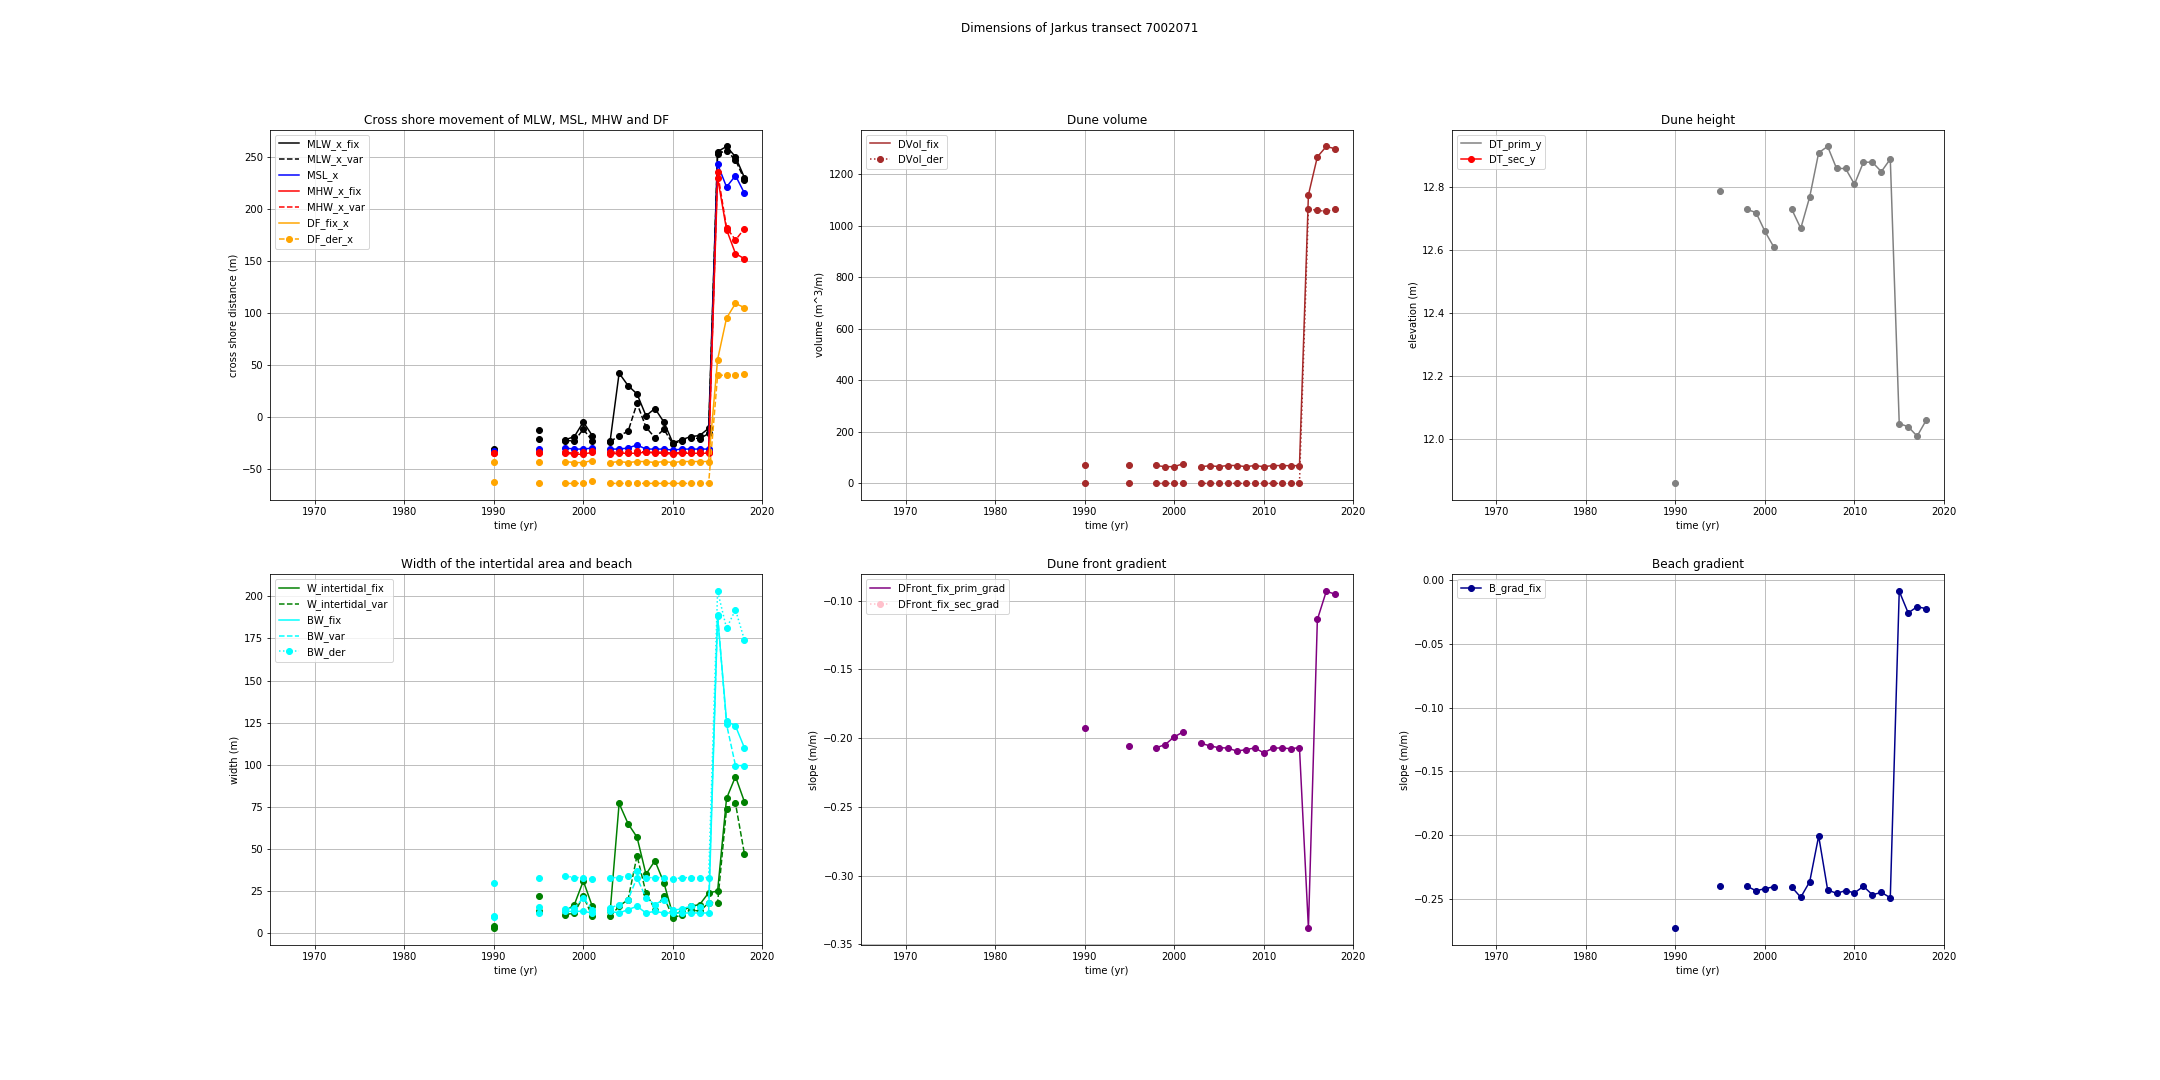 Dimensions of Jarkus transect 7002071
Cross shore movement of MLW, MSL, MHW and DF
MLW_x_fix
MLW_x_var
MSL_x
MHW_x_fix
MHW_x_var
DF_fix_x
DF_der_x
250
200
150
100
50
0
−50
cross shore distance (m)
1970 1980 1990 2000 2010 2020
time (yr)
Dune volume
DVol_fix
DVol_der
1200
1000
800
600
400
200
0
volume (m^3/m)
1970 1980 1990 2000 2010 2020
time (yr)
Dune height
DT_prim_y
DT_sec_y
12.8
12.6
12.4
12.2
12.0
elevation (m)
1970 1980 1990 2000 2010 2020
time (yr)
Width of the intertidal area and beach
W_intertidal_fix
W_intertidal_var
BW_fix
BW_var
BW_der
200
175
150
125
100
75
50
25
0
width (m)
1970 1980 1990 2000 2010 2020
time (yr)
Dune front gradient
DFront_fix_prim_grad
DFront_fix_sec_grad
−0.10
−0.15
−0.20
−0.25
−0.30
−0.35
slope (m/m)
1970 1980 1990 2000 2010 2020
time (yr)
Beach gradient
B_grad_fix
0.00
−0.05
−0.10
−0.15
−0.20
−0.25
slope (m/m)
1970 1980 1990 2000 2010 2020
time (yr)